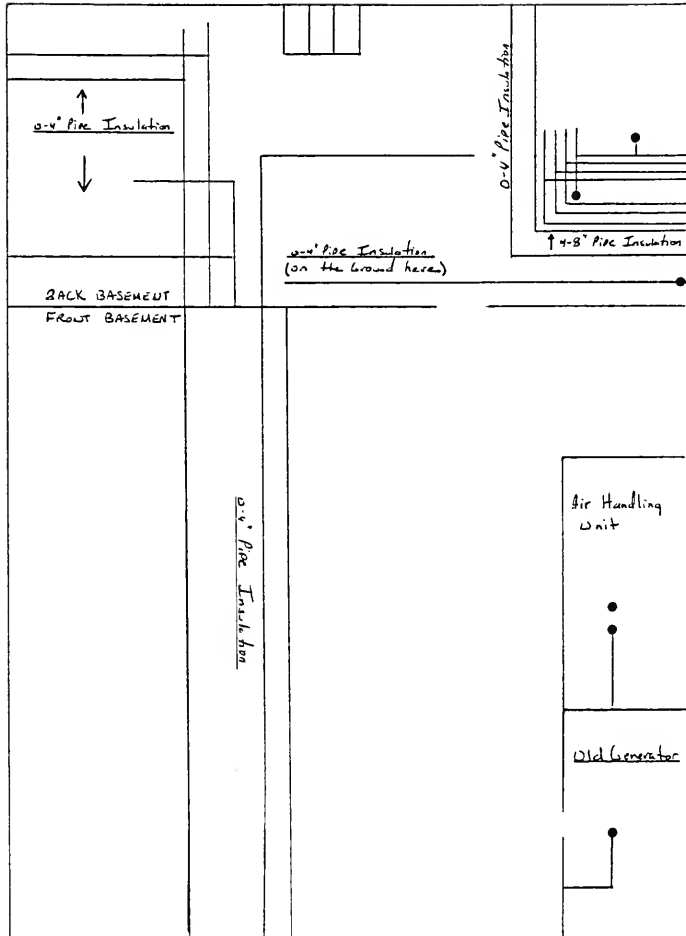 0-4" Pipe Insulation
0-4" Pipe Insulation
4-8" Pipe Insulation
0-4" Pipe Insulation
(on the Ground here)
BACK BASEMENT
FRONT BASEMENT
0-4" Pipe Insulation
Air Handling
Unit
Old Generator